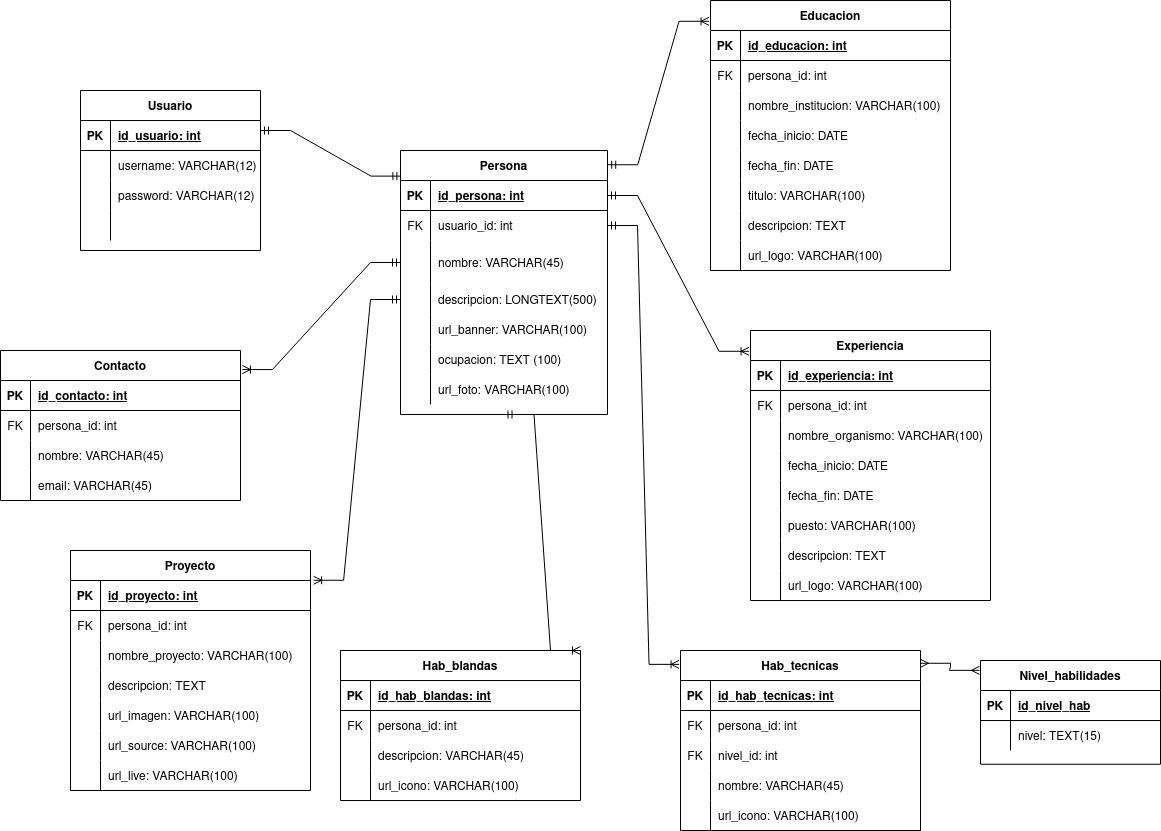 Educacion
PK id_educacion: int
FK persona_id: int
nombre_institucion: VARCHAR(100)
fecha_inicio: DATE
fecha_fin: DATE
titulo: VARCHAR(100)
descripcion: TEXT
url_logo: VARCHAR(100)
Usuario
PK id_usuario: int
username: VARCHAR(12)
password: VARCHAR(12)
Persona
PK id_persona: int
FK usuario_id: int
nombre: VARCHAR(45)
descripcion: LONGTEXT(500)
url_banner: VARCHAR(100)
ocupacion: TEXT (100)
url_foto: VARCHAR(100)
Experiencia
PK id_experiencia: int
FK persona_id: int
nombre_organismo: VARCHAR(100)
fecha_inicio: DATE
fecha_fin: DATE
puesto: VARCHAR(100)
descripcion: TEXT
url_logo: VARCHAR(100)
Contacto
PK id_contacto: int
FK persona_id: int
nombre: VARCHAR(45)
email: VARCHAR(45)
Proyecto
PK id_proyecto: int
FK persona_id: int
nombre_proyecto: VARCHAR(100)
descripcion: TEXT
url_imagen: VARCHAR(100)
url_source: VARCHAR(100)
url_live: VARCHAR(100)
Hab_blandas
PK id_hab_blandas: int
FK persona_id: int
descripcion: VARCHAR(45)
url_icono: VARCHAR(100)
Hab_tecnicas
PK id_hab_tecnicas: int
FK persona_id: int
FK nivel_id: int
nombre: VARCHAR(45)
url_icono: VARCHAR(100)
Nivel_habilidades
PK id_nivel_hab
nivel: TEXT(15)